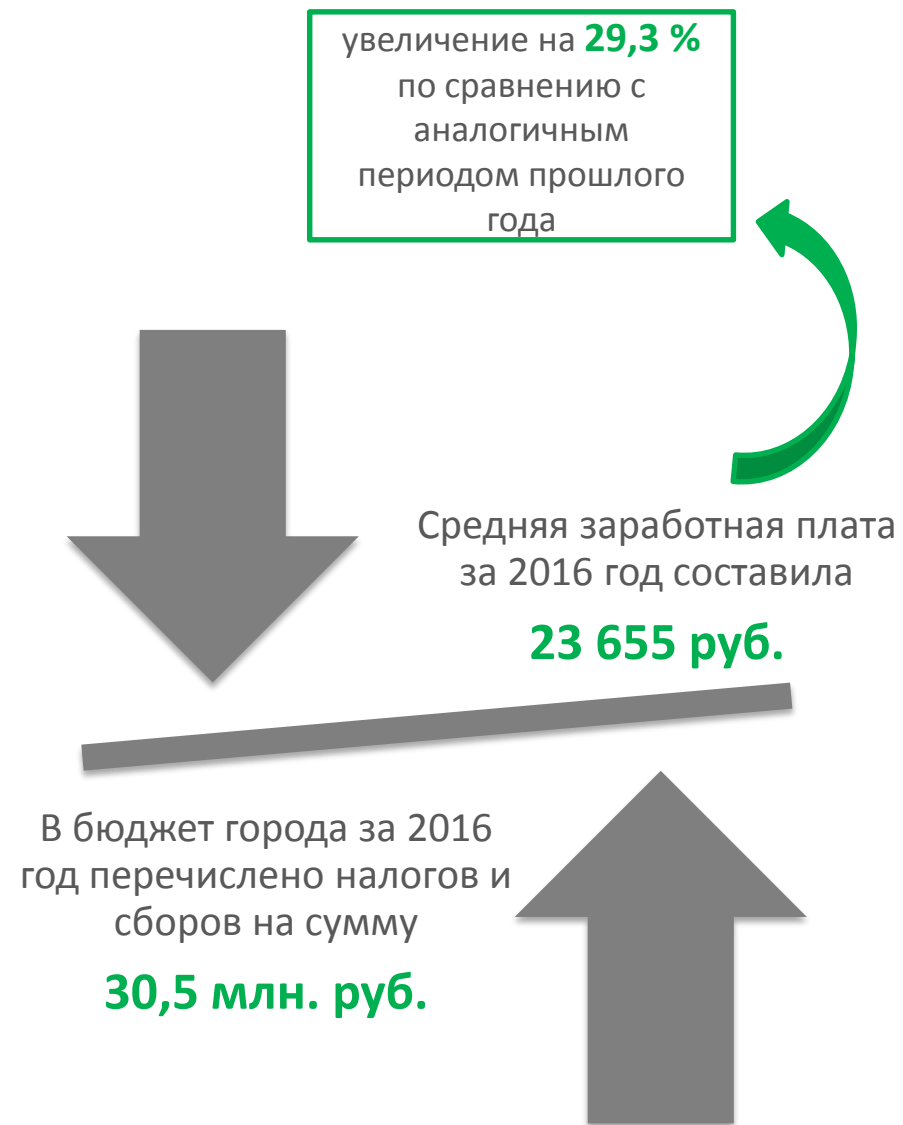 увеличение на 29,3 %
по сравнению с
аналогичным
периодом прошлого
года
Средняя заработная плата
за 2016 год составила
23 655 руб.
В бюджет города за 2016
год перечислено налогов и
сборов на сумму
30,5 млн. руб.